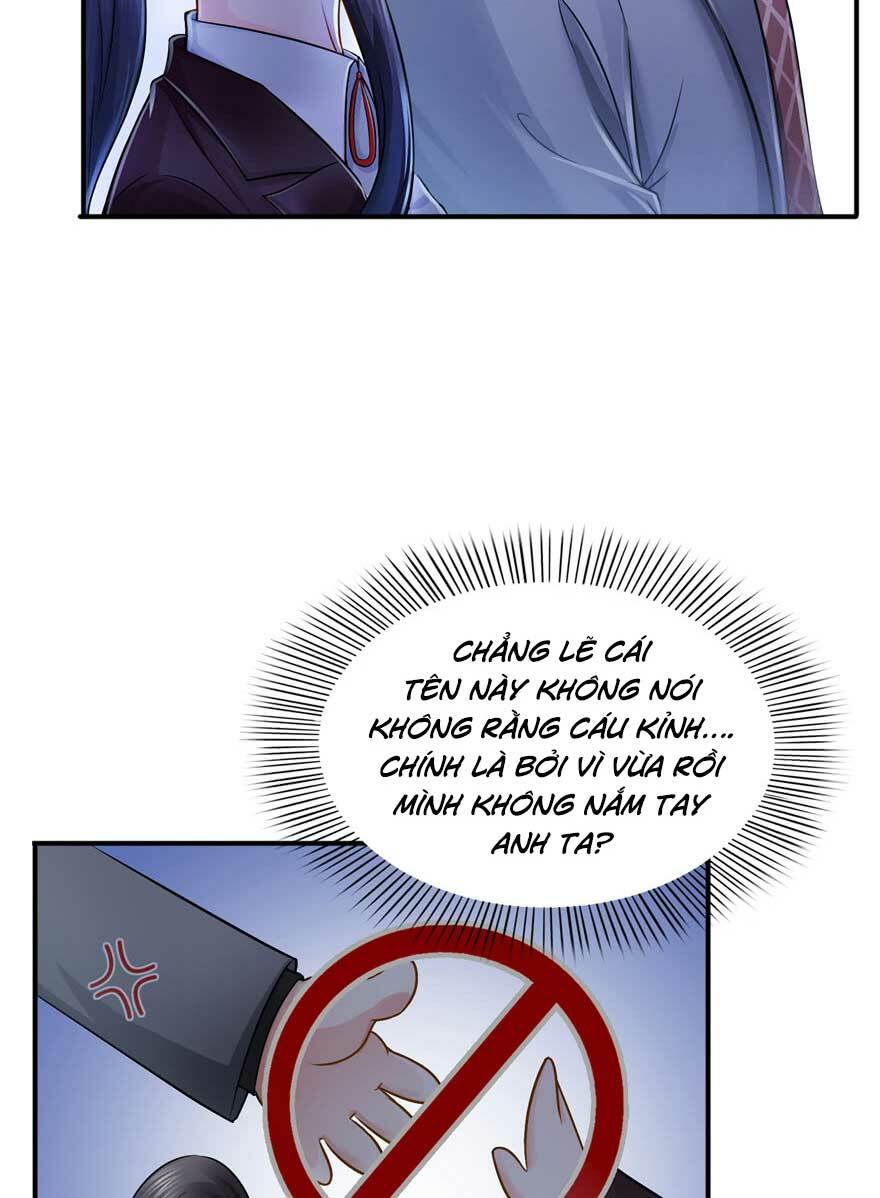 CHẲNG LẼ CÁI
TÊN NÀY KHÔNG NÓI
KHÔNG RẰNG CÁU KỈNH....
CHÍNH LÀ BỞI VÌ VỪA RỒI
MÌNH KHÔNG NẮM TAY
ANH TA?